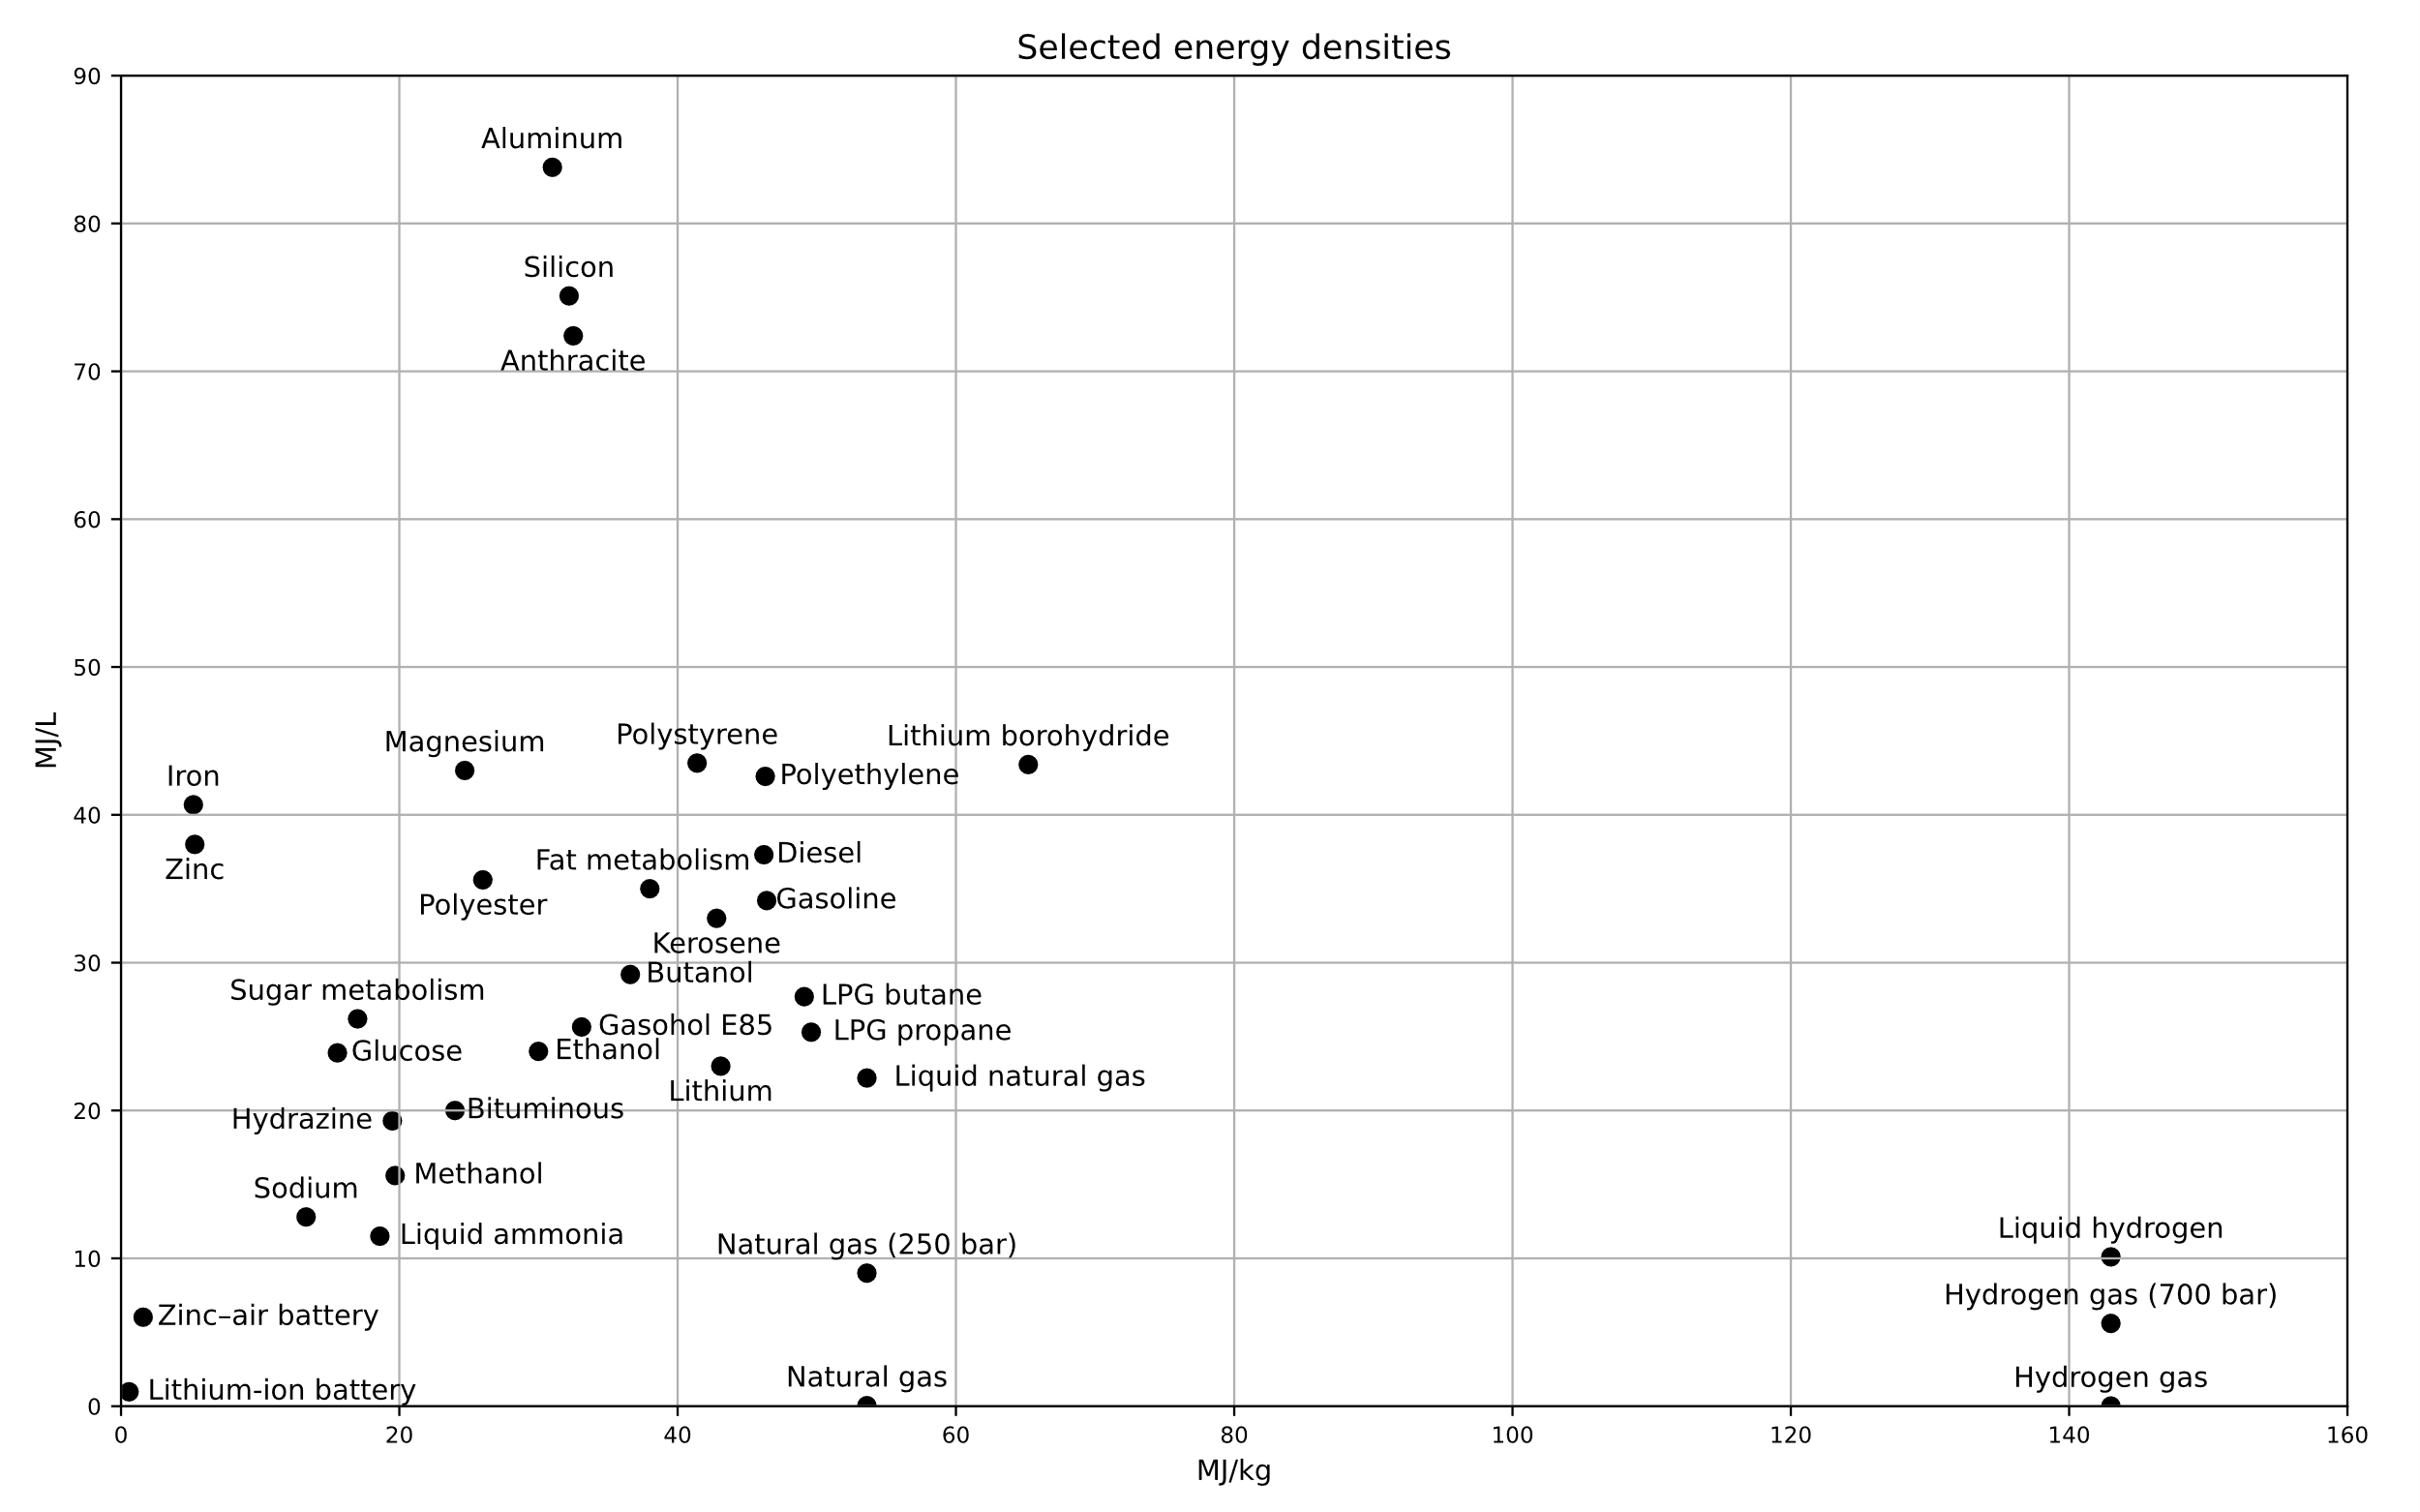 Selected energy densities
90
Aluminum
80
Silicon
Anthracite
70
60
50
MJ/L
Magnesium
Polystyrene
Lithium borohydride
Iron
Polyethylene
40
Zinc
Fat metabolism
Diesel
Polyester
Gasoline
Kerosene
30
Butanol
Sugar metabolism
LPG butane
Gasohol E85
LPG propane
Glucose
Ethanol
Lithium
Liquid natural gas
20
Hydrazine
Bituminous
Methanol
Sodium
Liquid ammonia
Natural gas (250 bar)
Liquid hydrogen
10
Hydrogen gas (700 bar)
Zinc–air battery
Natural gas
Hydrogen gas
Lithium-ion battery
0
0 20 40 60 80 100 120 140 160
MJ/kg